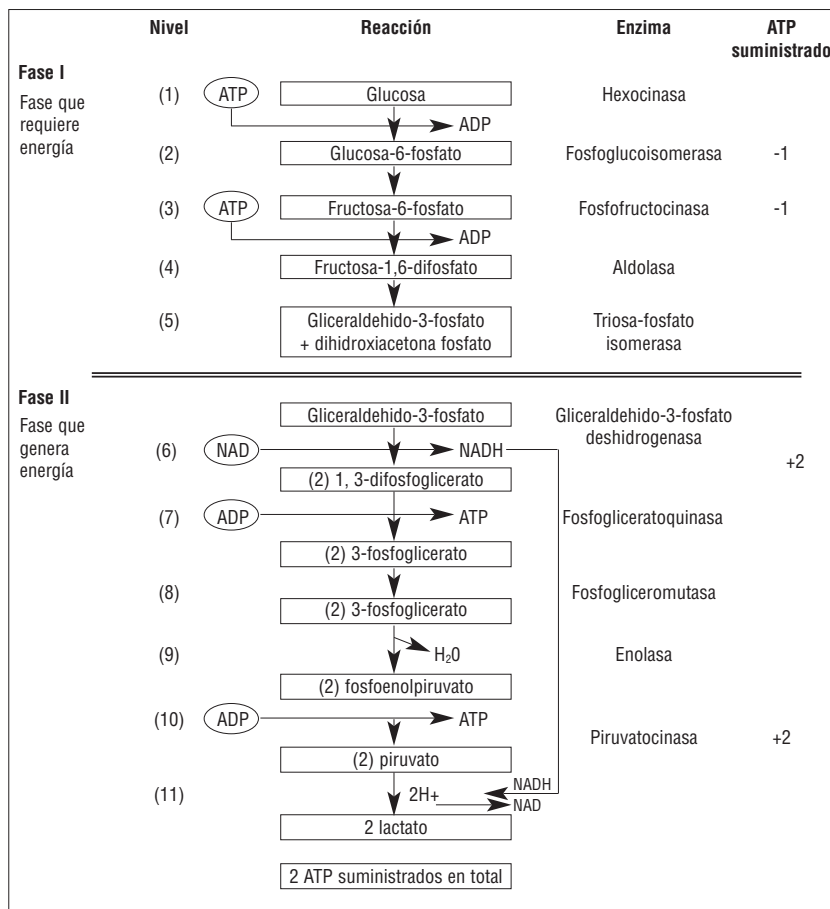 Nivel Reacción Enzima ATP suministrado
Fase I
Fase que requiere energía
(1) ATP Glucosa Hexocinasa
ADP
(2) Glucosa-6-fosfato Fosfoglucoisomerasa -1
(3) ATP Fructosa-6-fosfato Fosfofructocinasa -1
ADP
(4) Fructosa-1,6-difosfato Aldolasa
(5) Gliceraldehido-3-fosfato Triosa-fosfato
+ dihidroxiacetona fosfato isomerasa
Fase II
Fase que genera energía
Gliceraldehido-3-fosfato Gliceraldehido-3-fosfato
deshidrogenasa
(6) NAD NADH +2
(2) 1, 3-difosfoglicerato
(7) ADP ATP Fosfogliceratoquinasa
(2) 3-fosfoglicerato
(8) Fosfogliceromutasa
(2) 3-fosfoglicerato
(9) H₂0 Enolasa
(2) fosfoenolpiruvato
(10) ADP ATP Piruvatocinasa +2
(2) piruvato
(11) 2H+ NADH
NAD
2 lactato
2 ATP suministrados en total